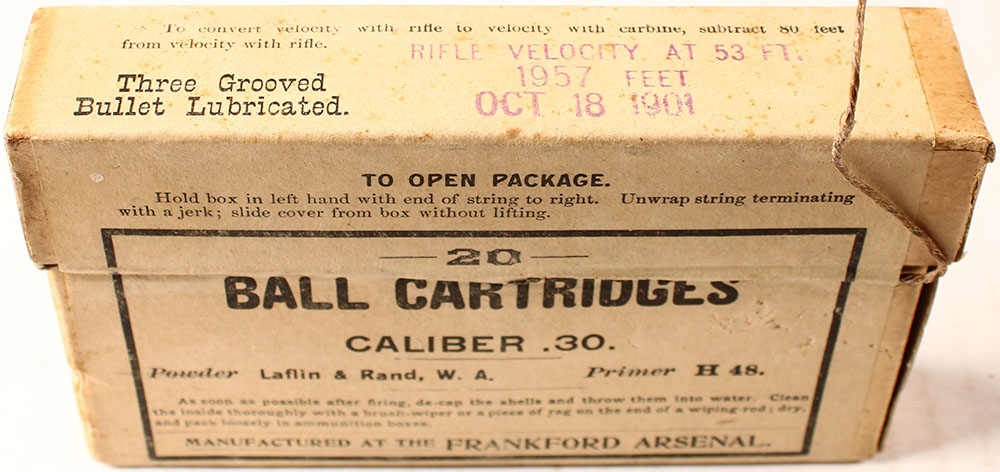 To convert velocity with rifle to velocity with carbine, subtract 80 feet
from velocity with rifle.
RIFLE VELOCITY AT 53 FT.
1957 FEET
OCT 18 1901
Three Grooved
Bullet Lubricated.
TO OPEN PACKAGE.
Hold box in left hand with end of string to right. Unwrap string terminating
with a jerk; slide cover from box without lifting.
— 20 —
BALL CARTRIDGES
CALIBER .30.
Powder Laflin & Rand, W. A. Primer H 48.
As soon as possible after firing, de-cap the shells and throw them into water. Clean
the inside thoroughly with a brush-wiper or a piece of rag on the end of a wiping-rod; dry,
and pack loosely in ammunition boxes.
MANUFACTURED AT THE FRANKFORD ARSENAL.